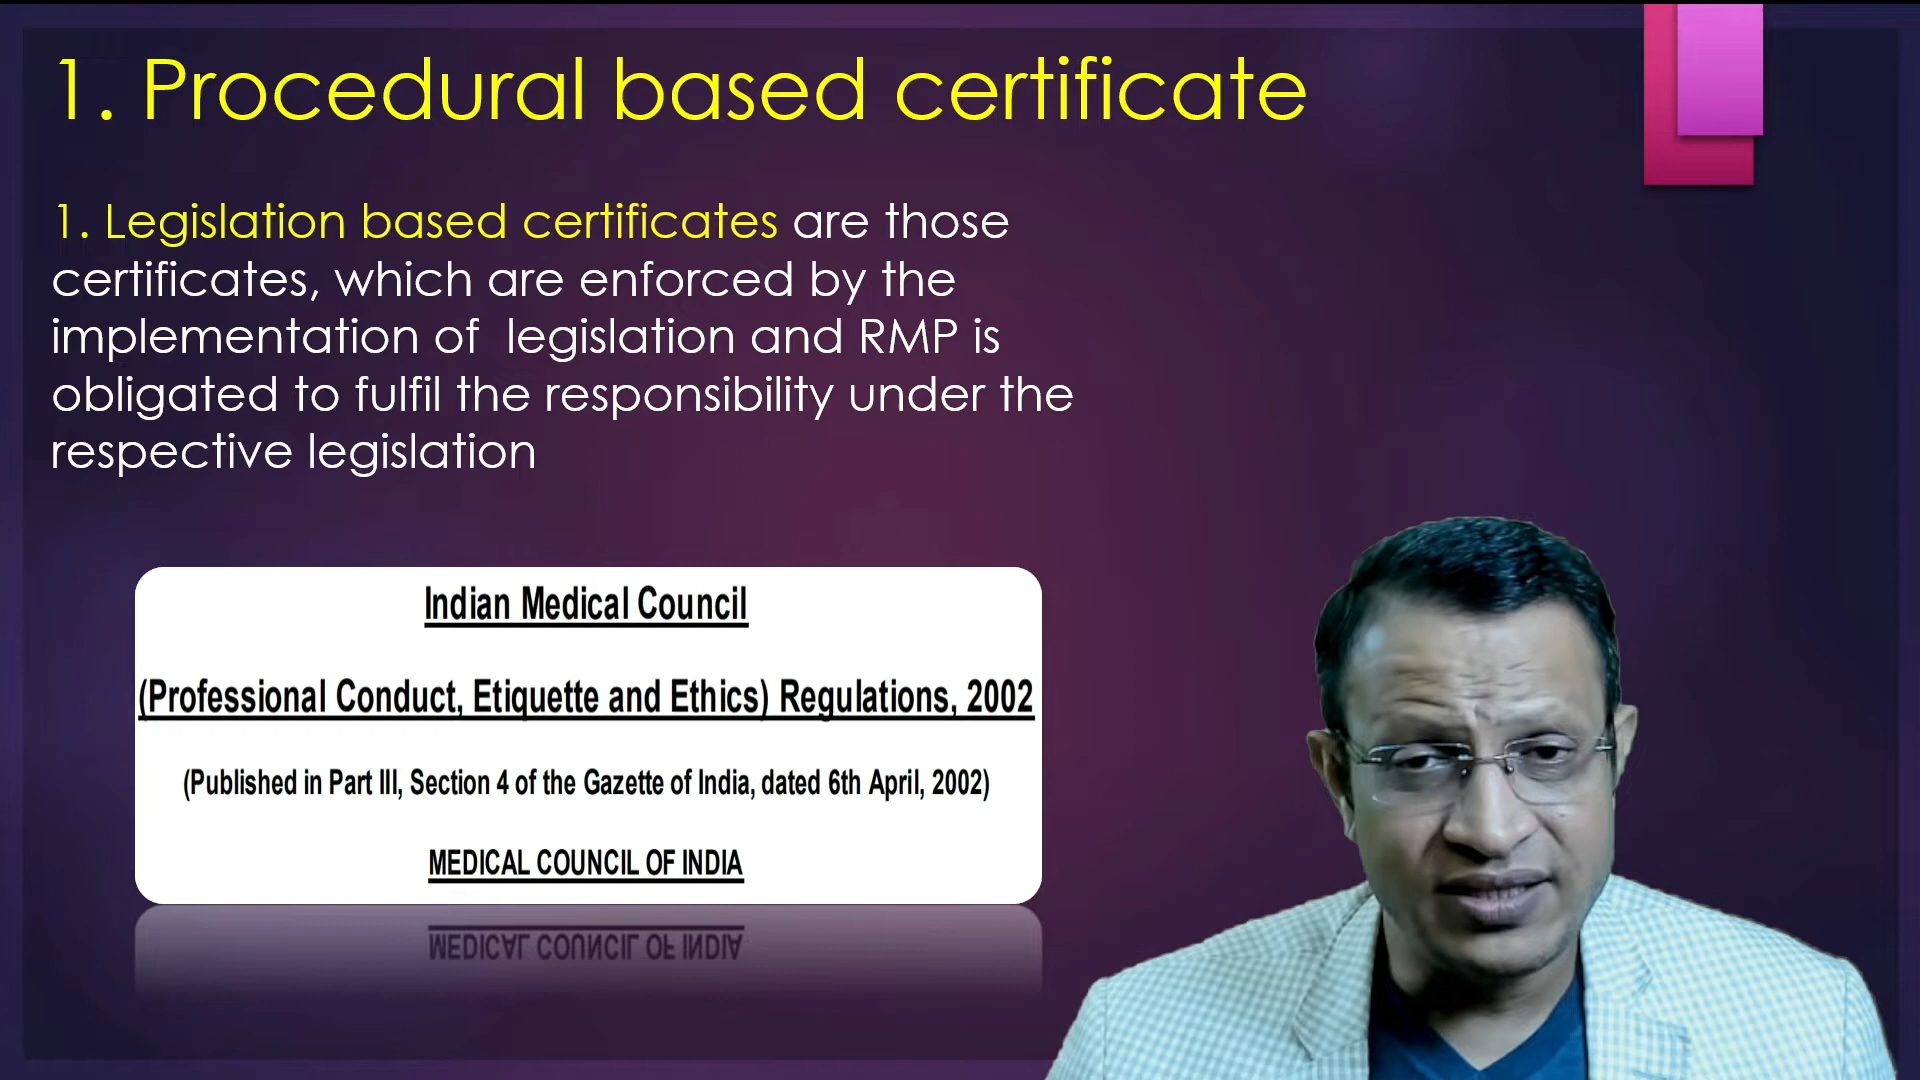 1. Procedural based certificate
1. Legislation based certificates are those
certificates, which are enforced by the
implementation of  legislation and RMP is
obligated to fulfil the responsibility under the
respective legislation
Indian Medical Council
(Professional Conduct, Etiquette and Ethics) Regulations, 2002
(Published in Part III, Section 4 of the Gazette of India, dated 6th April, 2002)
MEDICAL COUNCIL OF INDIA